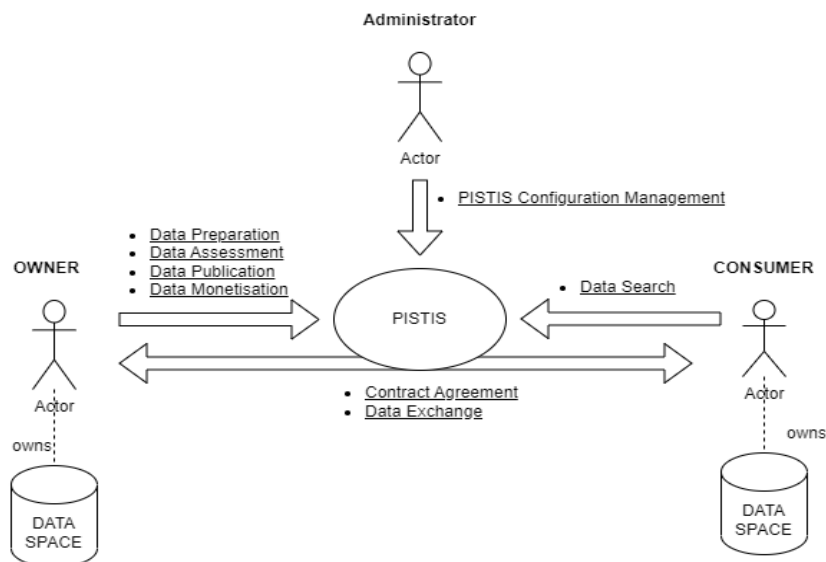 Administrator
Actor
PISTIS Configuration Management
Data Preparation
Data Assessment
Data Publication
Data Monetisation
OWNER
CONSUMER
Data Search
PISTIS
Actor
Actor
Contract Agreement
Data Exchange
owns
owns
DATA
SPACE
DATA
SPACE